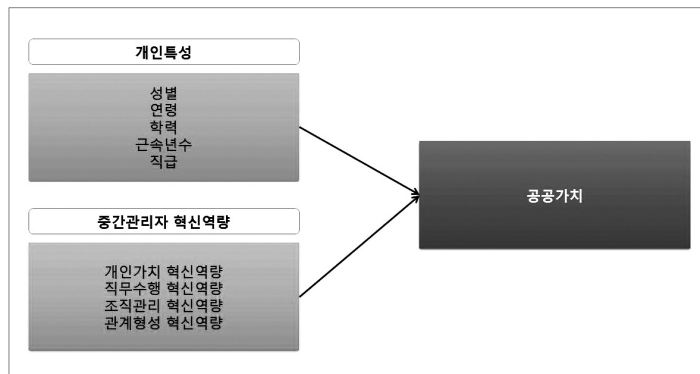 개인특성
성별
연령
학력
근속년수
직급
공공가치
중간관리자 혁신역량
개인가치 혁신역량
직무수행 혁신역량
조직관리 혁신역량
관계형성 혁신역량